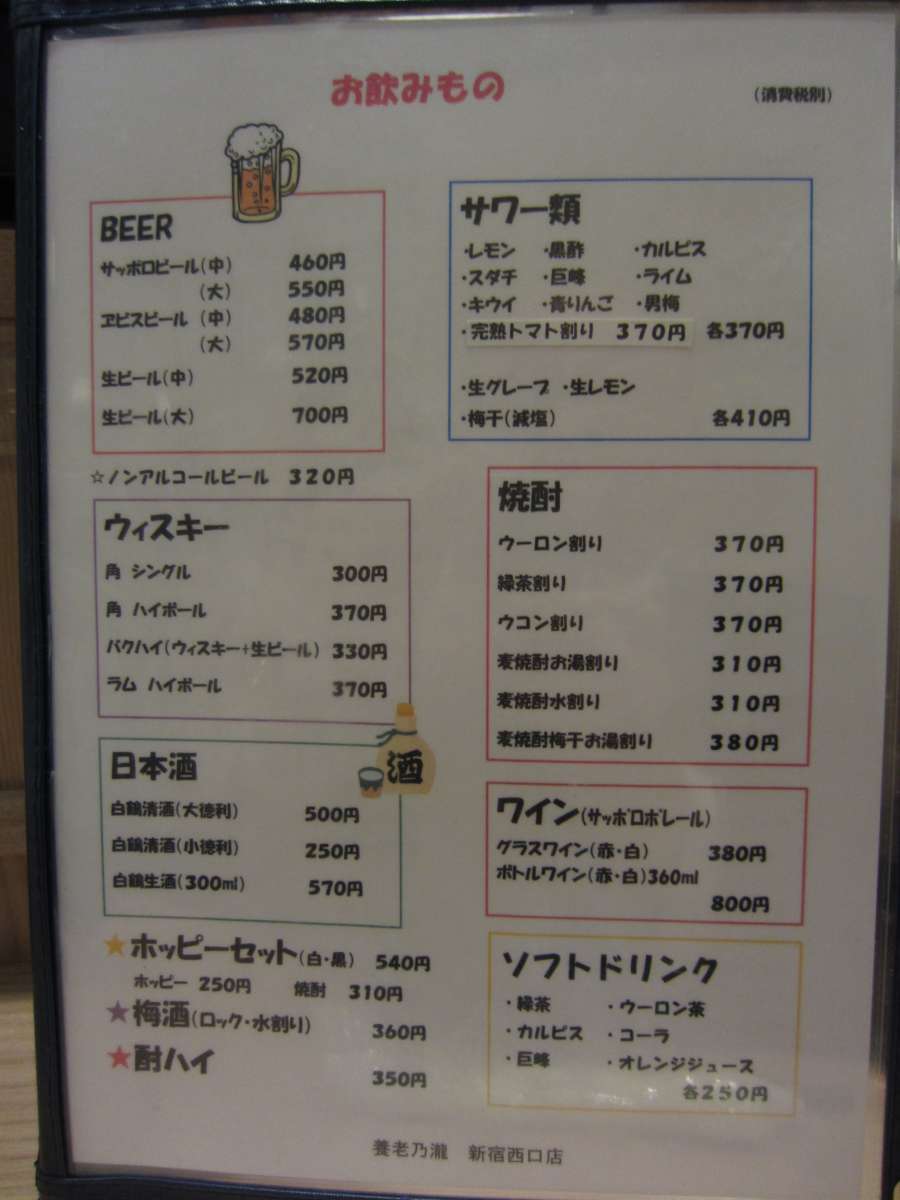 お飲みもの
(消費税別)
BEER
サッポロビール(中) 460円
(大) 550円
ヱビスビール (中) 480円
(大) 570円
生ビール(中) 520円
生ビール(大) 700円
☆ノンアルコールビール 320円
ウィスキー
角 シングル 300円
角 ハイボール 370円
バクハイ(ウィスキー+生ビール) 330円
ラム ハイボール 370円
日本酒
白鶴清酒(大徳利) 500円
白鶴清酒(小徳利) 250円
白鶴生酒(300ml) 570円
酒
★ホッピーセット(白・黒) 540円
ホッピー 250円 焼酎 310円
★梅酒(ロック・水割り) 360円
★酎ハイ 350円
サワー類
・レモン ・黒酢 ・カルピス
・スダチ ・巨峰 ・ライム
・キウイ ・青りんご ・男梅
・完熟トマト割り 370円 各370円
・生グレープ ・生レモン
・梅干(減塩) 各410円
焼酎
ウーロン割り 370円
緑茶割り 370円
ウコン割り 370円
麦焼酎お湯割り 310円
麦焼酎水割り 310円
麦焼酎梅干お湯割り 380円
ワイン(サッポロポレール)
グラスワイン(赤・白) 380円
ボトルワイン(赤・白)360ml
800円
ソフトドリンク
・緑茶 ・ウーロン茶
・カルピス ・コーラ
・巨峰 ・オレンジジュース
各250円
養老乃瀧 新宿西口店